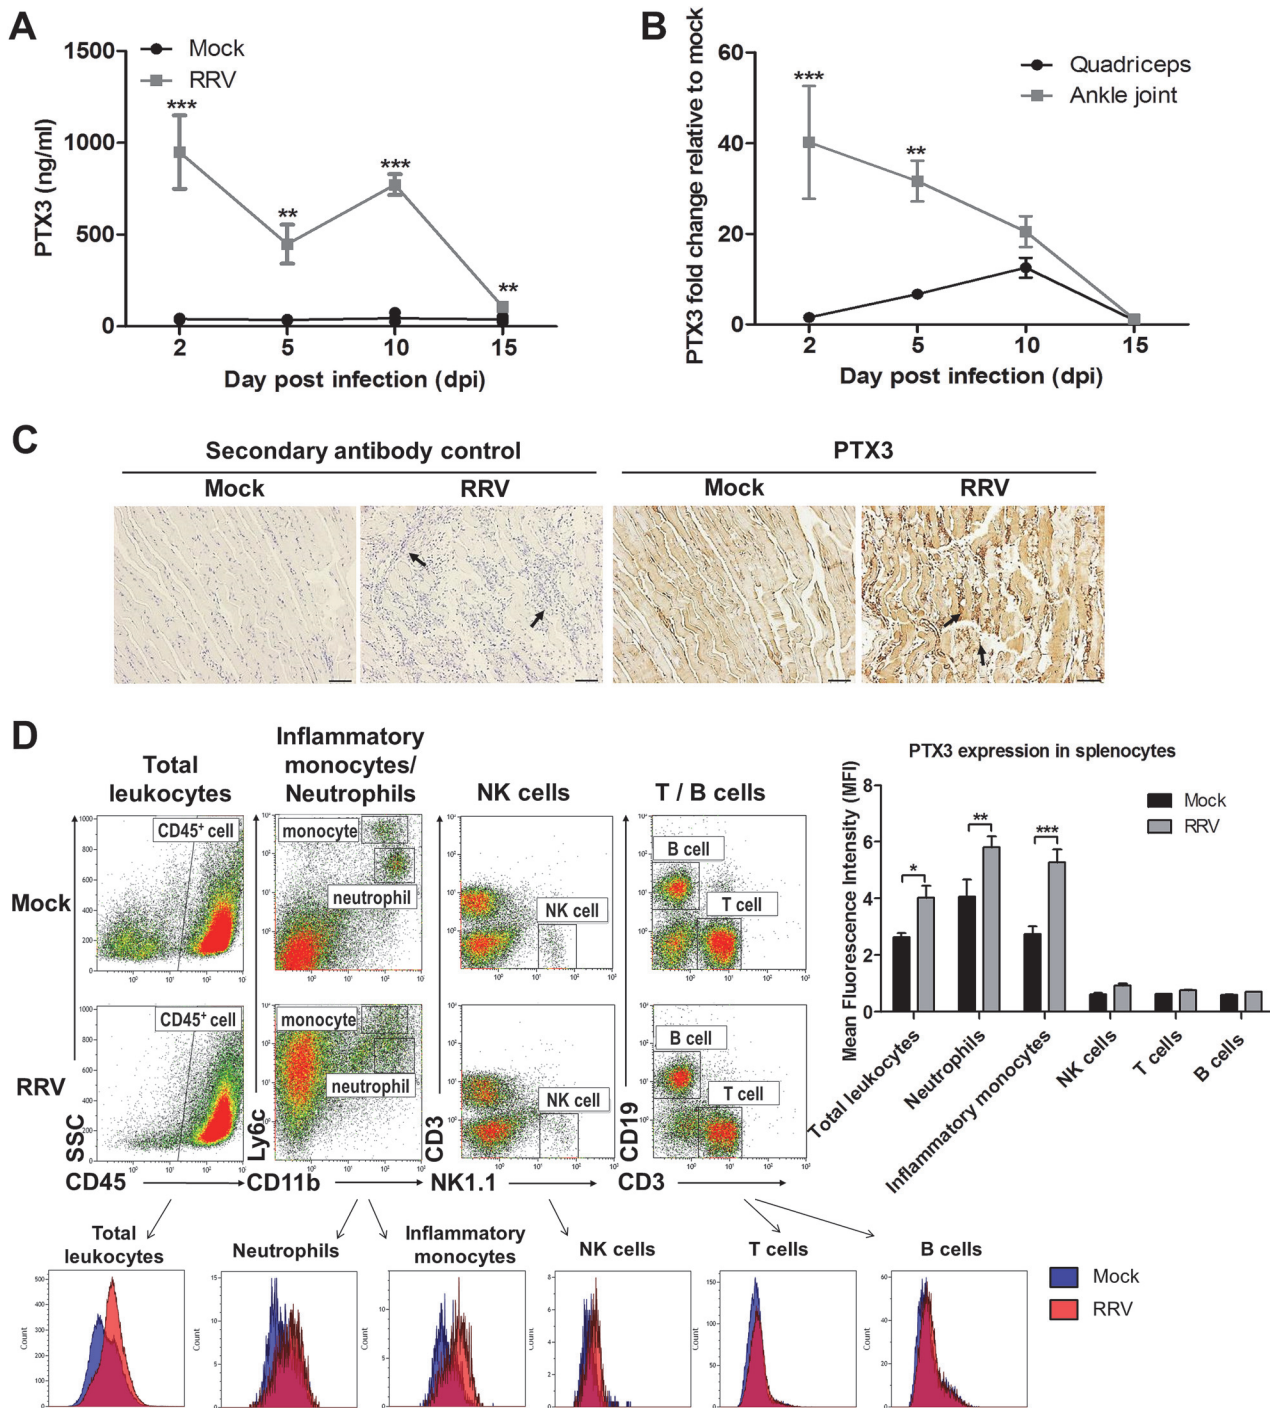 A
1500
1000
500
0
PTX3 (ng/ml)
Mock
RRV
***
**
***
**
2 5 10 15
Day post infection (dpi)
B
60
40
20
0
PTX3 fold change relative to mock
Quadriceps
Ankle joint
***
**
2 5 10 15
Day post infection (dpi)
C
Secondary antibody control
PTX3
Mock RRV Mock RRV
D
Total
leukocytes
Inflammatory
monocytes/
Neutrophils
NK cells
T / B cells
Mock
CD45+ cell
monocyte
neutrophil
NK cell
B cell
T cell
RRV
CD45+ cell
monocyte
neutrophil
NK cell
B cell
T cell
SSC
Ly6c
CD3
CD19
CD45
CD11b
NK1.1
CD3
PTX3 expression in splenocytes
Mean Fluorescence Intensity (MFI)
8
6
4
2
0
Mock
RRV
*
**
***
Total leukocytes
Neutrophils
Inflammatory monocytes
NK cells
T cells
B cells
Total
leukocytes
Neutrophils
Inflammatory
monocytes
NK cells
T cells
B cells
Count
Count
Count
Count
Count
Count
Mock
RRV